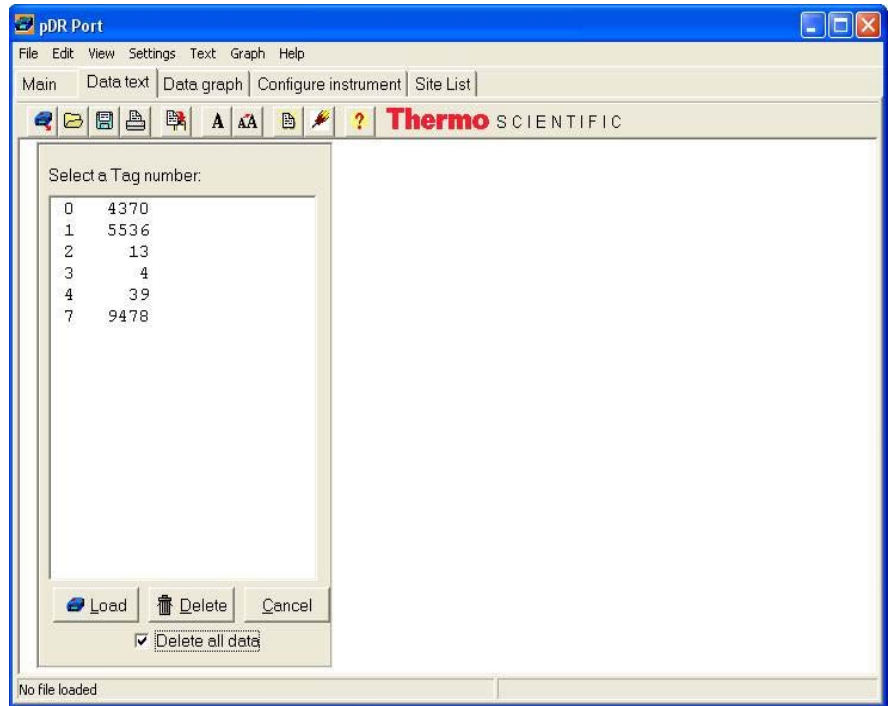 pDR Port
File Edit View Settings Text Graph Help
Main Data text Data graph Configure instrument Site List
A AA ? Thermo SCIENTIFIC
Select a Tag number:
0 4370
1 5536
2 13
3 4
4 39
7 9478
Load Delete Cancel
Delete all data
No file loaded